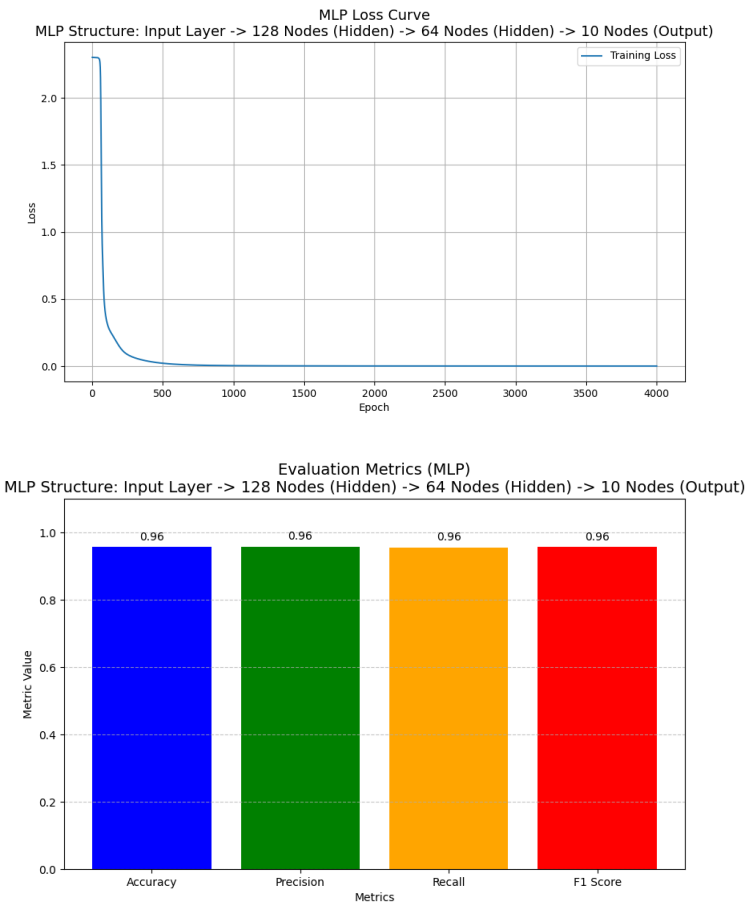 MLP Loss Curve
MLP Structure: Input Layer -> 128 Nodes (Hidden) -> 64 Nodes (Hidden) -> 10 Nodes (Output)
Training Loss
2.0
1.5
1.0
0.5
0.0
Loss
0 500 1000 1500 2000 2500 3000 3500 4000
Epoch
Evaluation Metrics (MLP)
MLP Structure: Input Layer -> 128 Nodes (Hidden) -> 64 Nodes (Hidden) -> 10 Nodes (Output)
1.0
0.8
0.6
0.4
0.2
0.0
Metric Value
0.96 0.96 0.96 0.96
Accuracy Precision Recall F1 Score
Metrics